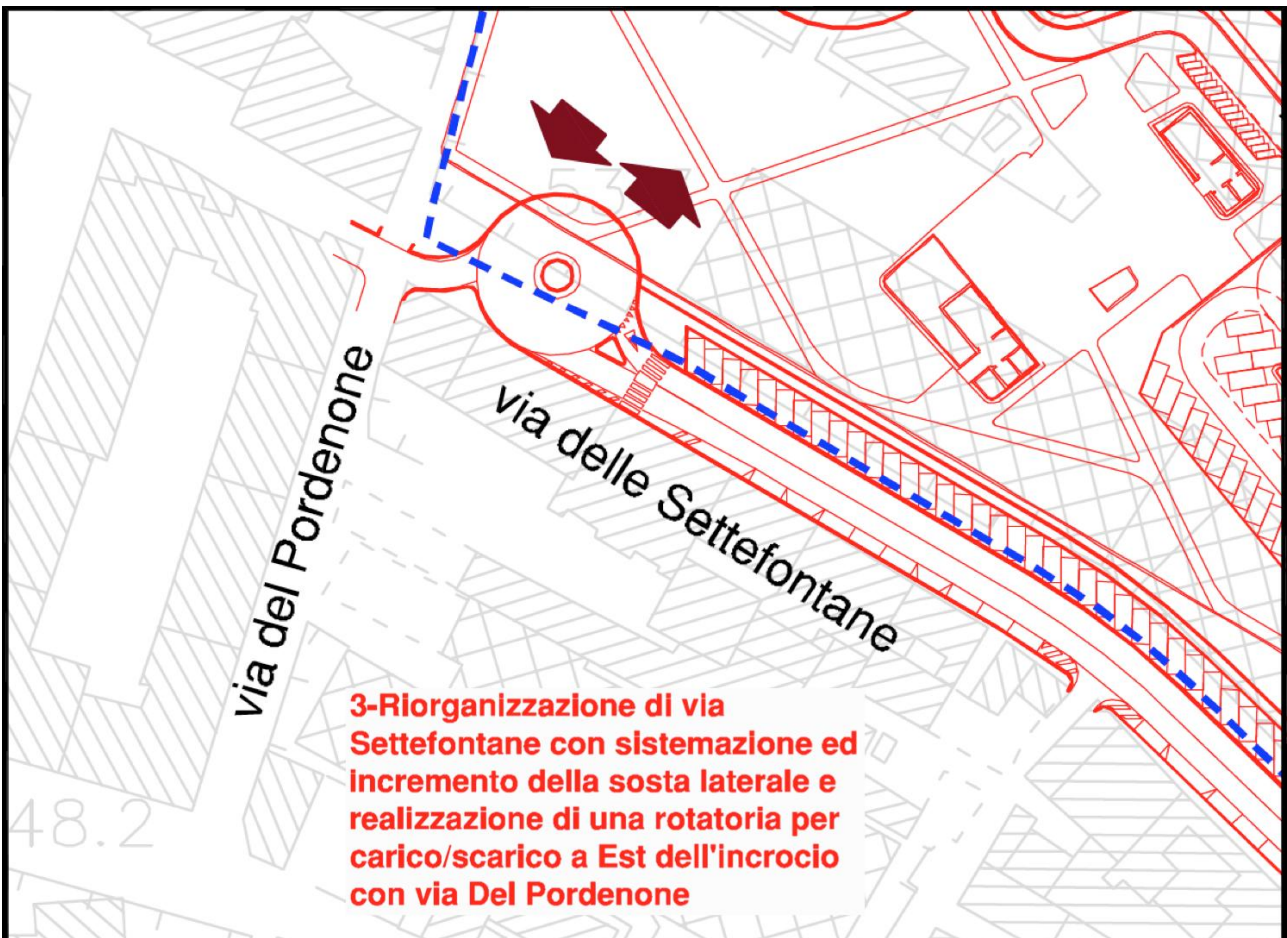 via del Pordenone
via delle Settefontane
3-Riorganizzazione di via
Settefontane con sistemazione ed
incremento della sosta laterale e
realizzazione di una rotatoria per
carico/scarico a Est dell'incrocio
con via Del Pordenone
48.2